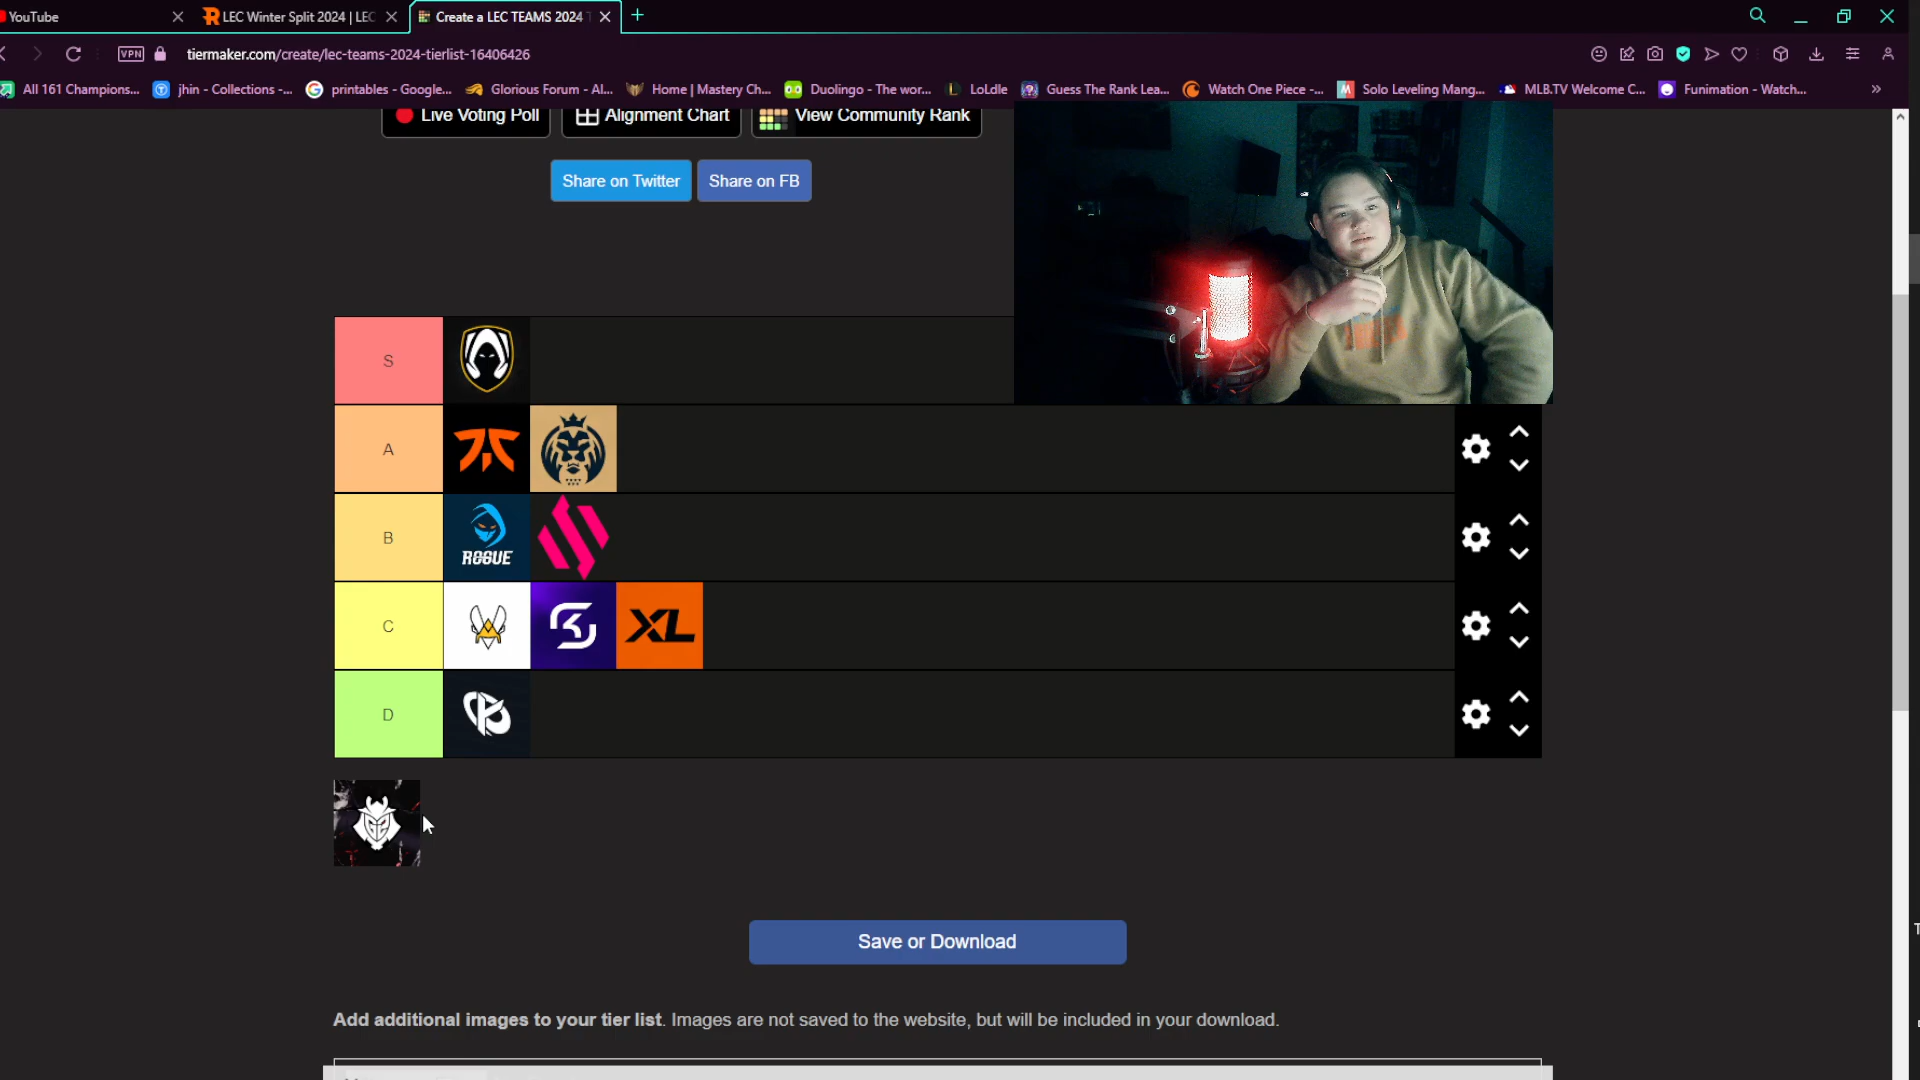 YouTube
LEC Winter Split 2024 | LEC
Create a LEC TEAMS 2024
VPN
tiermaker.com/create/lec-teams-2024-tierlist-16406426
All 161 Champions...
jhin - Collections -...
printables - Google...
Glorious Forum - Al...
Home | Mastery Ch...
Duolingo - The wor...
LoLdle
Guess The Rank Lea...
Watch One Piece -...
Solo Leveling Mang...
MLB.TV Welcome C...
Funimation - Watch...
Live Voting Poll
Alignment Chart
View Community Rank
Share on Twitter
Share on FB
S
A
B
ROGUE
C
XL
D
G2
Save or Download
Add additional images to your tier list. Images are not saved to the website, but will be included in your download.